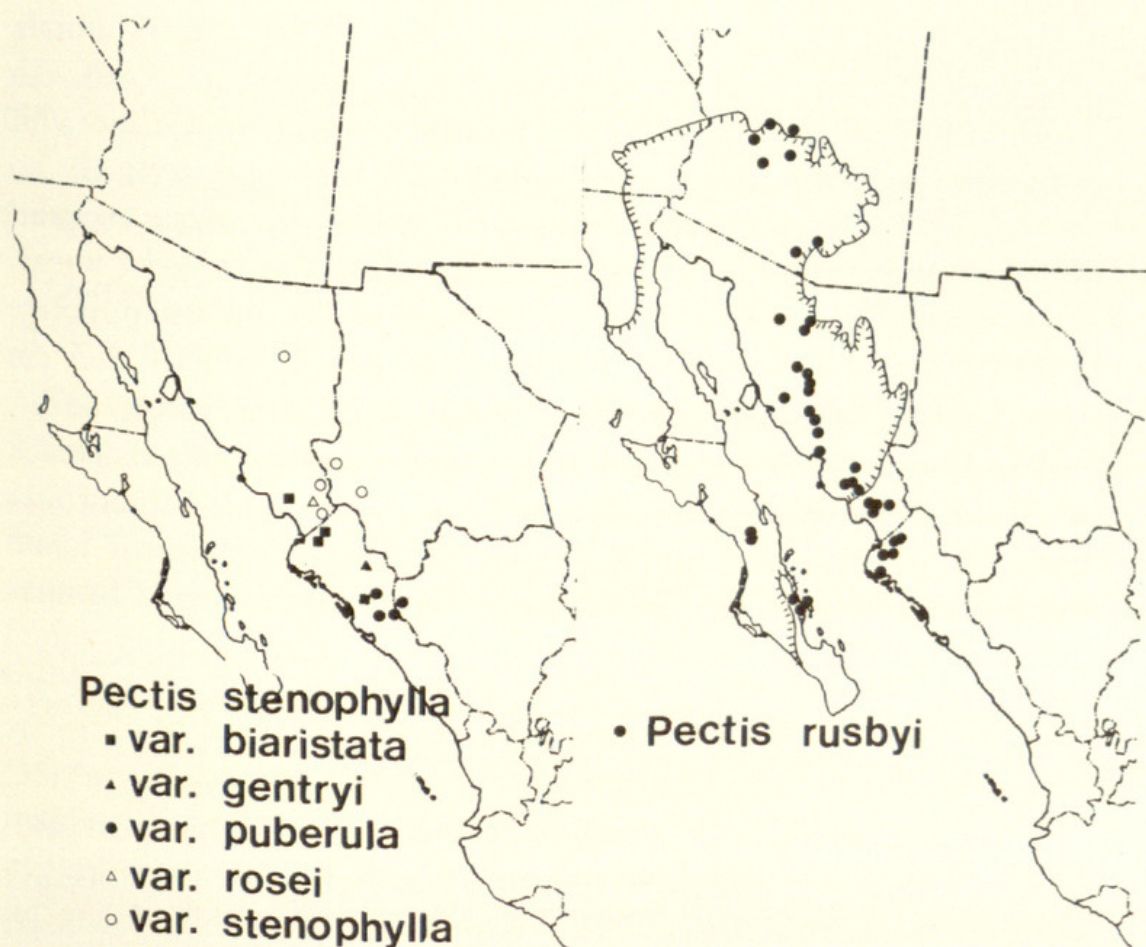 Pectis stenophylla
■ var. biaristata
▲ var. gentryi
● var. puberula
△ var. rosei
○ var. stenophylla
● Pectis rusbyi